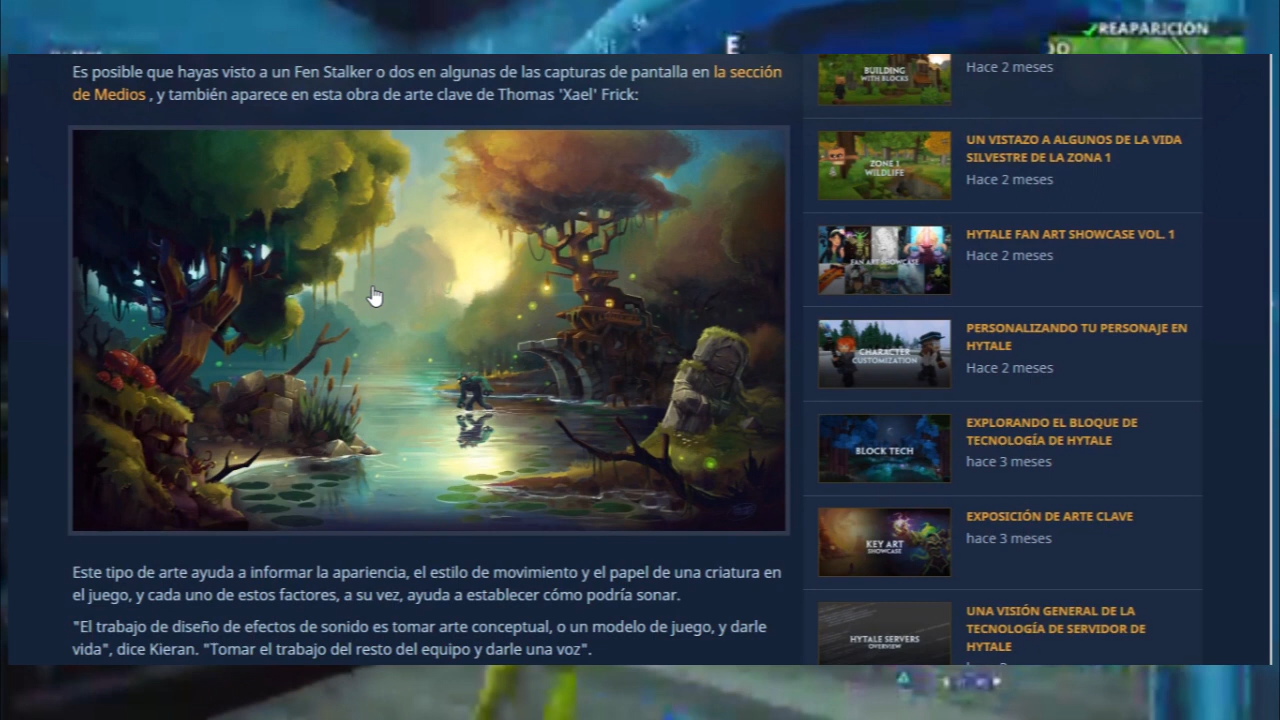 REAPARICIÓN
Es posible que hayas visto a un Fen Stalker o dos en algunas de las capturas de pantalla en la sección
de Medios , y también aparece en esta obra de arte clave de Thomas 'Xael' Frick:
Este tipo de arte ayuda a informar la apariencia, el estilo de movimiento y el papel de una criatura en
el juego, y cada uno de estos factores, a su vez, ayuda a establecer cómo podría sonar.
"El trabajo de diseño de efectos de sonido es tomar arte conceptual, o un modelo de juego, y darle
vida", dice Kieran. "Tomar el trabajo del resto del equipo y darle una voz".
BUILDING
WITH BLOCKS
Hace 2 meses
ZONE 1
WILDLIFE
UN VISTAZO A ALGUNOS DE LA VIDA
SILVESTRE DE LA ZONA 1
Hace 2 meses
FAN ART SHOWCASE
HYTALE FAN ART SHOWCASE VOL. 1
Hace 2 meses
CHARACTER
CUSTOMIZATION
PERSONALIZANDO TU PERSONAJE EN
HYTALE
Hace 2 meses
BLOCK TECH
EXPLORANDO EL BLOQUE DE
TECNOLOGÍA DE HYTALE
hace 3 meses
KEY ART
SHOWCASE
EXPOSICIÓN DE ARTE CLAVE
hace 3 meses
HYTALE SERVERS
OVERVIEW
UNA VISIÓN GENERAL DE LA
TECNOLOGÍA DE SERVIDOR DE
HYTALE